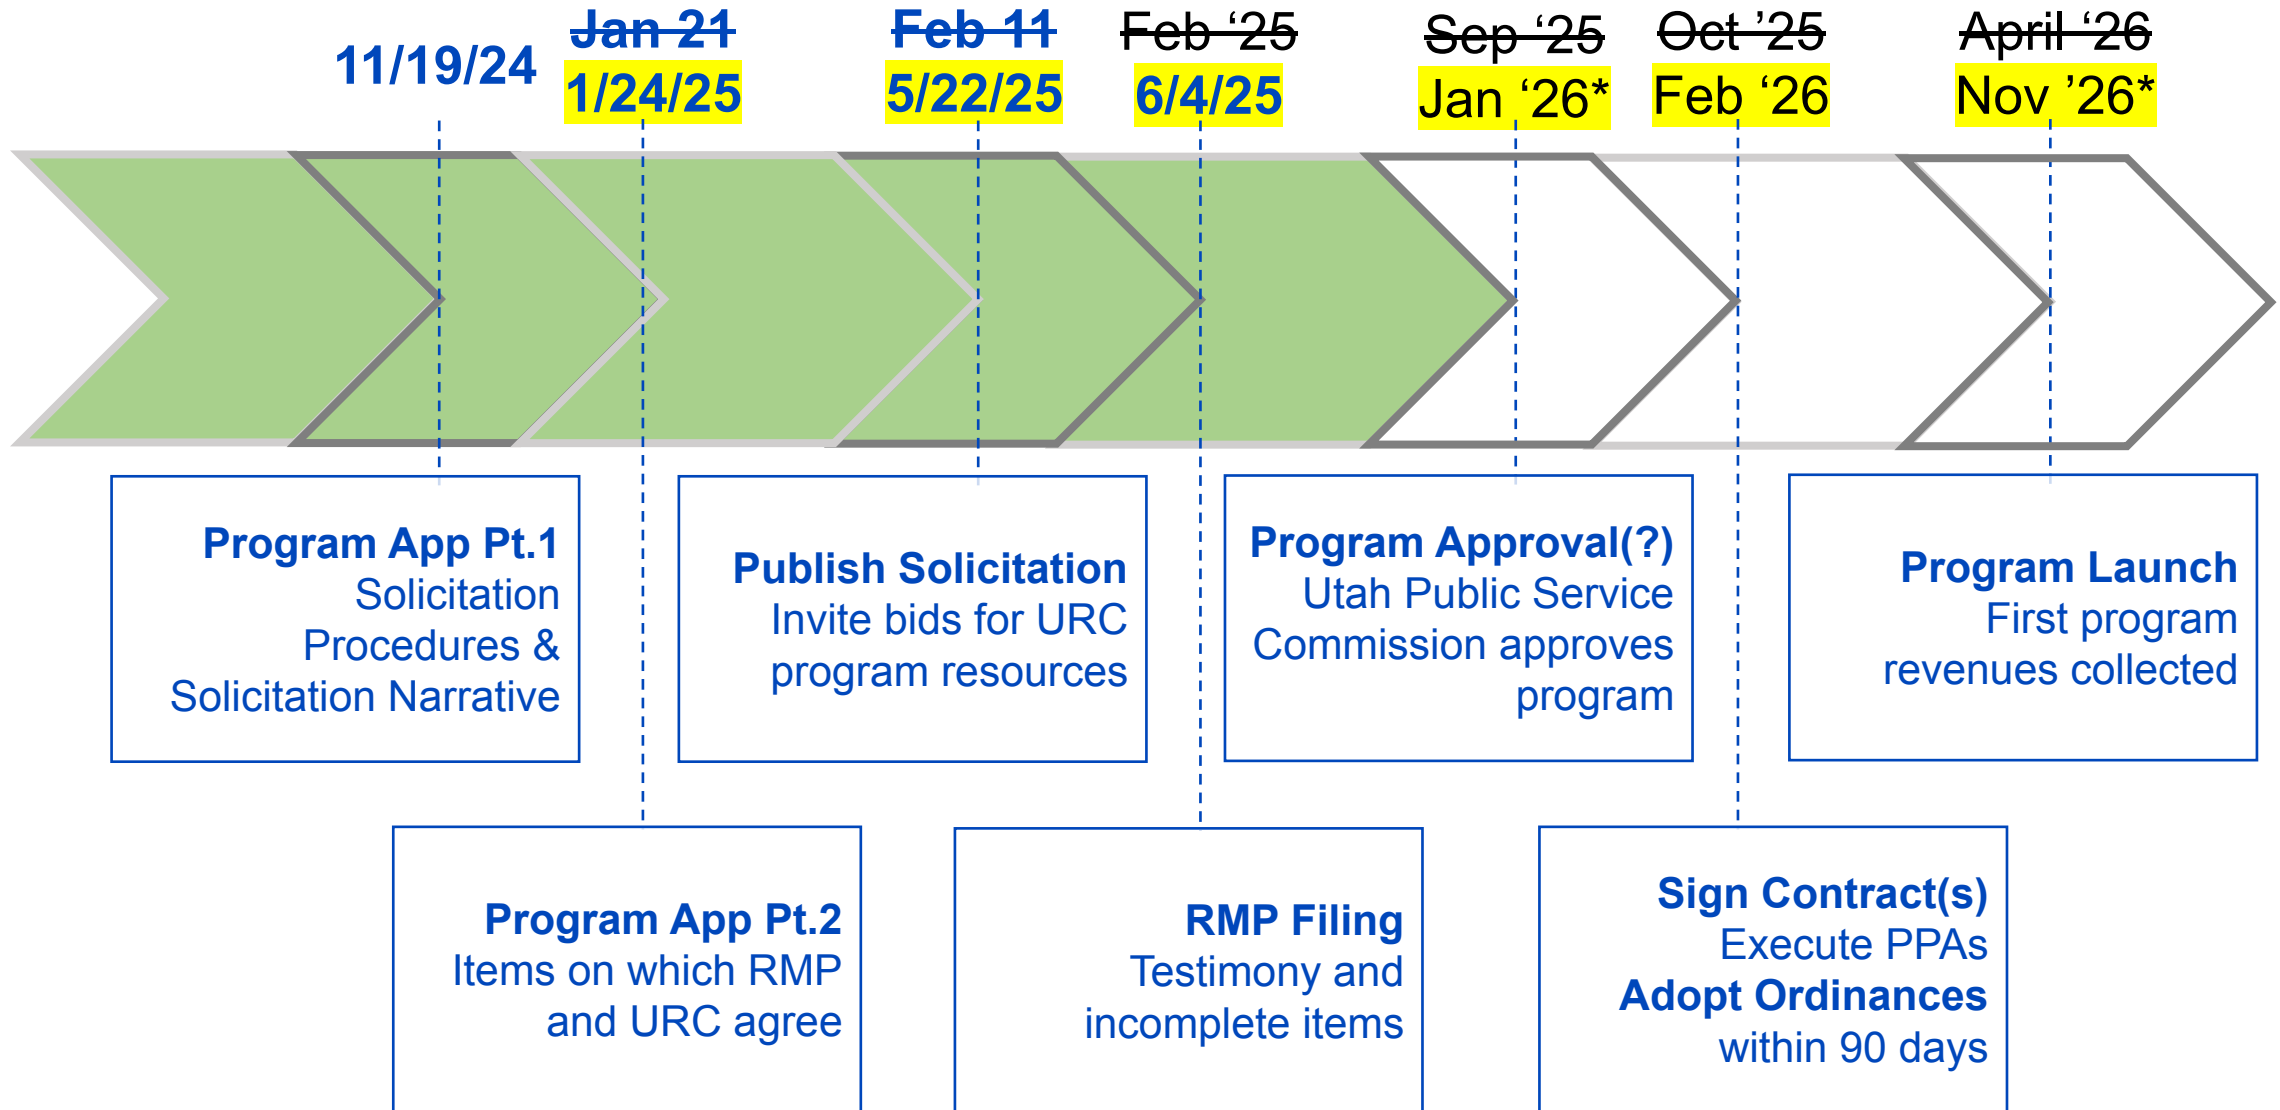 11/19/24
Jan 21
1/24/25
Feb 11
5/22/25
Feb ‘25
6/4/25
Sep ‘25
Jan ‘26*
Oct ’25
Feb ‘26
April ‘26
Nov ’26*
Program App Pt.1
Solicitation
Procedures &
Solicitation Narrative
Publish Solicitation
Invite bids for URC
program resources
Program Approval(?)
Utah Public Service
Commission approves
program
Program Launch
First program
revenues collected
Program App Pt.2
Items on which RMP
and URC agree
RMP Filing
Testimony and
incomplete items
Sign Contract(s)
Execute PPAs
Adopt Ordinances
within 90 days